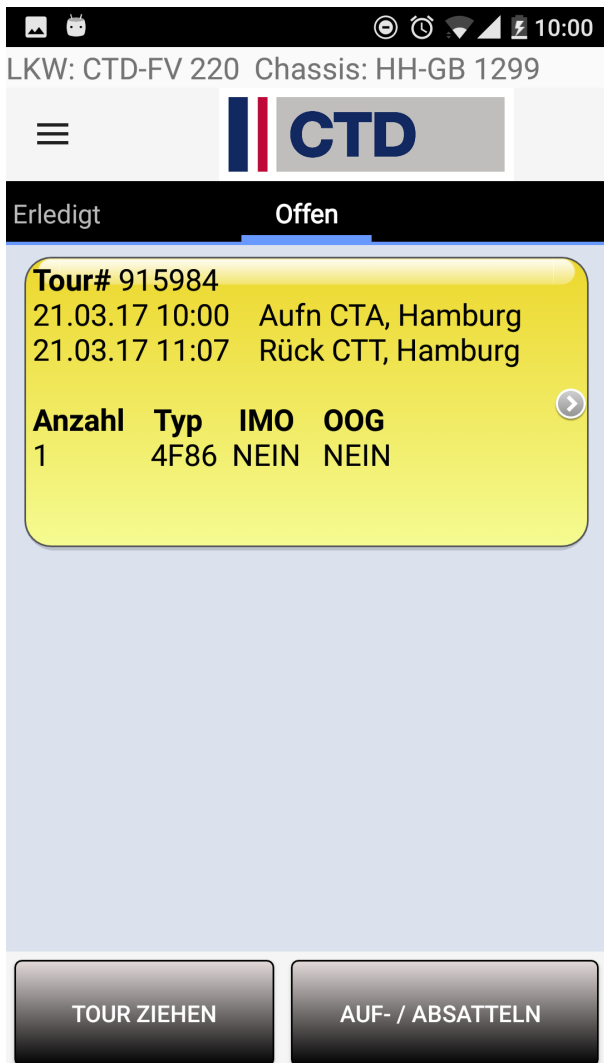 10:00
LKW: CTD-FV 220 Chassis: HH-GB 1299
CTD
Erledigt Offen
Tour# 915984
21.03.17 10:00 Aufn CTA, Hamburg
21.03.17 11:07 Rück CTT, Hamburg
Anzahl Typ IMO OOG
1 4F86 NEIN NEIN
TOUR ZIEHEN AUF- / ABSATTELN